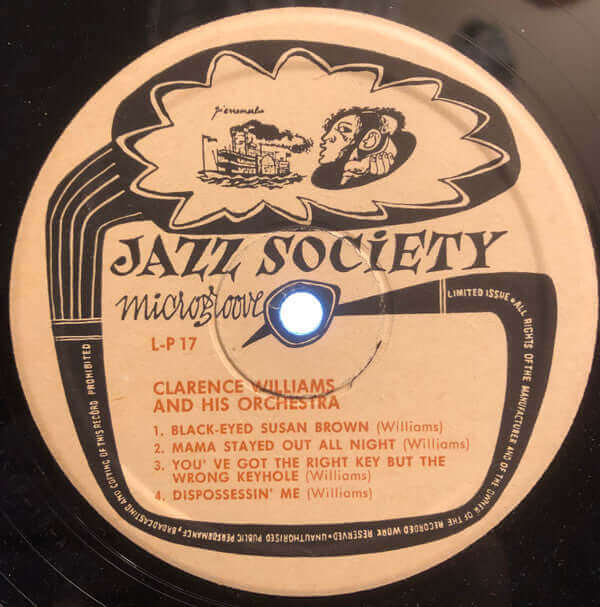 JAZZ SOCiETY
microgroove
L-P 17
CLARENCE WILLIAMS
AND HIS ORCHESTRA
1. BLACK-EYED SUSAN BROWN (Williams)
2. MAMA STAYED OUT ALL NIGHT (Williams)
3. YOU' VE GOT THE RIGHT KEY BUT THE
WRONG KEYHOLE (Williams)
4. DISPOSSESSIN' ME (Williams)
LIMITED ISSUE • ALL RIGHTS OF THE MANUFACTURER AND OF THE OWNER OF THE RECORDED WORK RESERVED • UNAUTHORISED PUBLIC PERFORMANCE, BROADCASTING AND COPYING OF THIS RECORD PROHIBITED